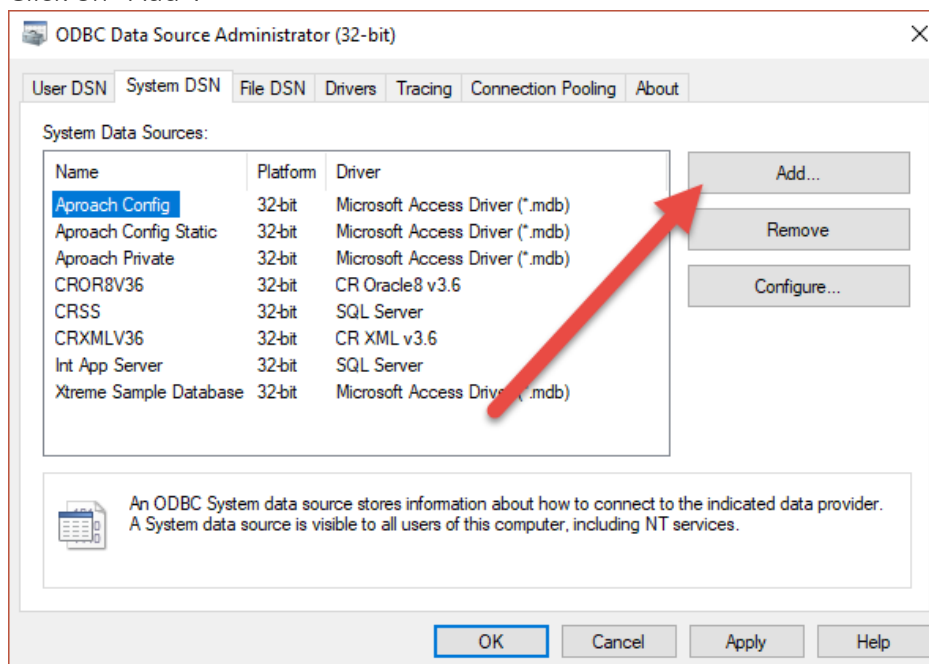 ODBC Data Source Administrator (32-bit)
User DSN System DSN File DSN Drivers Tracing Connection Pooling About
System Data Sources:
Name Platform Driver
Aproach Config 32-bit Microsoft Access Driver (*.mdb)
Aproach Config Static 32-bit Microsoft Access Driver (*.mdb)
Aproach Private 32-bit Microsoft Access Driver (*.mdb)
CROR8V36 32-bit CR Oracle8 v3.6
CRSS 32-bit SQL Server
CRXMLV36 32-bit CR XML v3.6
Int App Server 32-bit SQL Server
Xtreme Sample Database 32-bit Microsoft Access Driver (*.mdb)
Add...
Remove
Configure...
An ODBC System data source stores information about how to connect to the indicated data provider.
A System data source is visible to all users of this computer, including NT services.
OK Cancel Apply Help